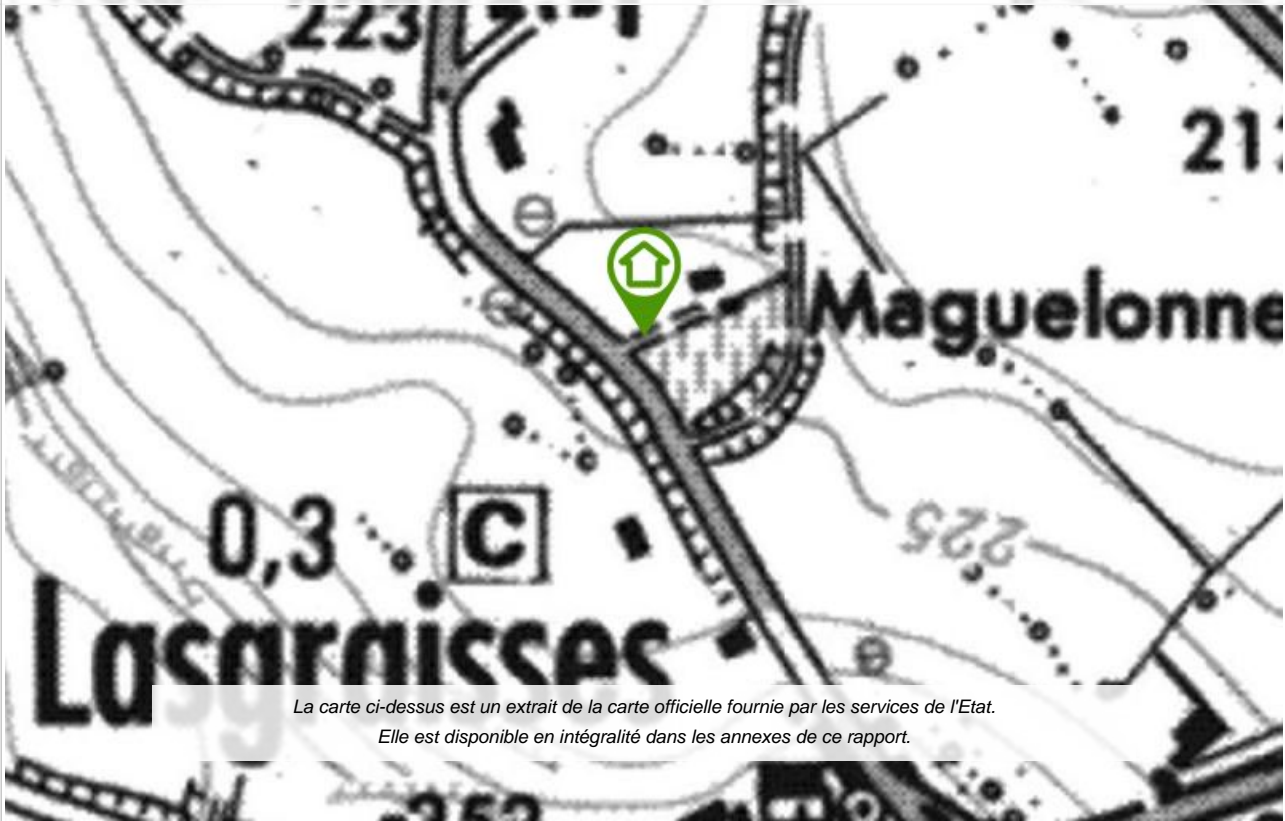 223
212
Maguelonne
0,3
C
225
Lasgraisses
La carte ci-dessus est un extrait de la carte officielle fournie par les services de l'Etat.
Elle est disponible en intégralité dans les annexes de ce rapport.